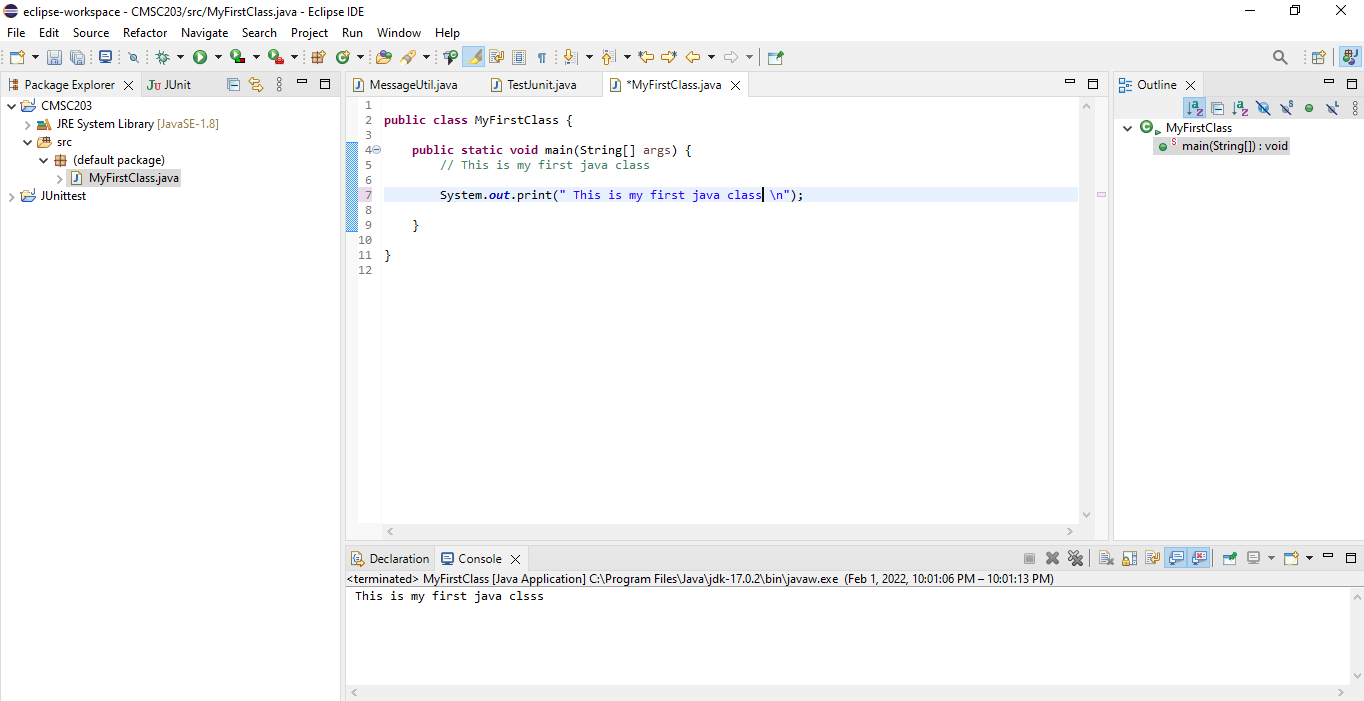 eclipse-workspace - CMSC203/src/MyFirstClass.java - Eclipse IDE
File Edit Source Refactor Navigate Search Project Run Window Help
Package Explorer JUnit
CMSC203
JRE System Library [JavaSE-1.8]
src
(default package)
MyFirstClass.java
JUnittest
MessageUtil.java TestJunit.java *MyFirstClass.java
1
2 public class MyFirstClass {
3
4 public static void main(String[] args) {
5 // This is my first java class
6
7 System.out.print(" This is my first java class \n");
8
9 }
10
11 }
12
Outline
MyFirstClass
main(String[]) : void
Declaration Console
<terminated> MyFirstClass [Java Application] C:\Program Files\Java\jdk-17.0.2\bin\javaw.exe (Feb 1, 2022, 10:01:06 PM – 10:01:13 PM)
This is my first java clsss